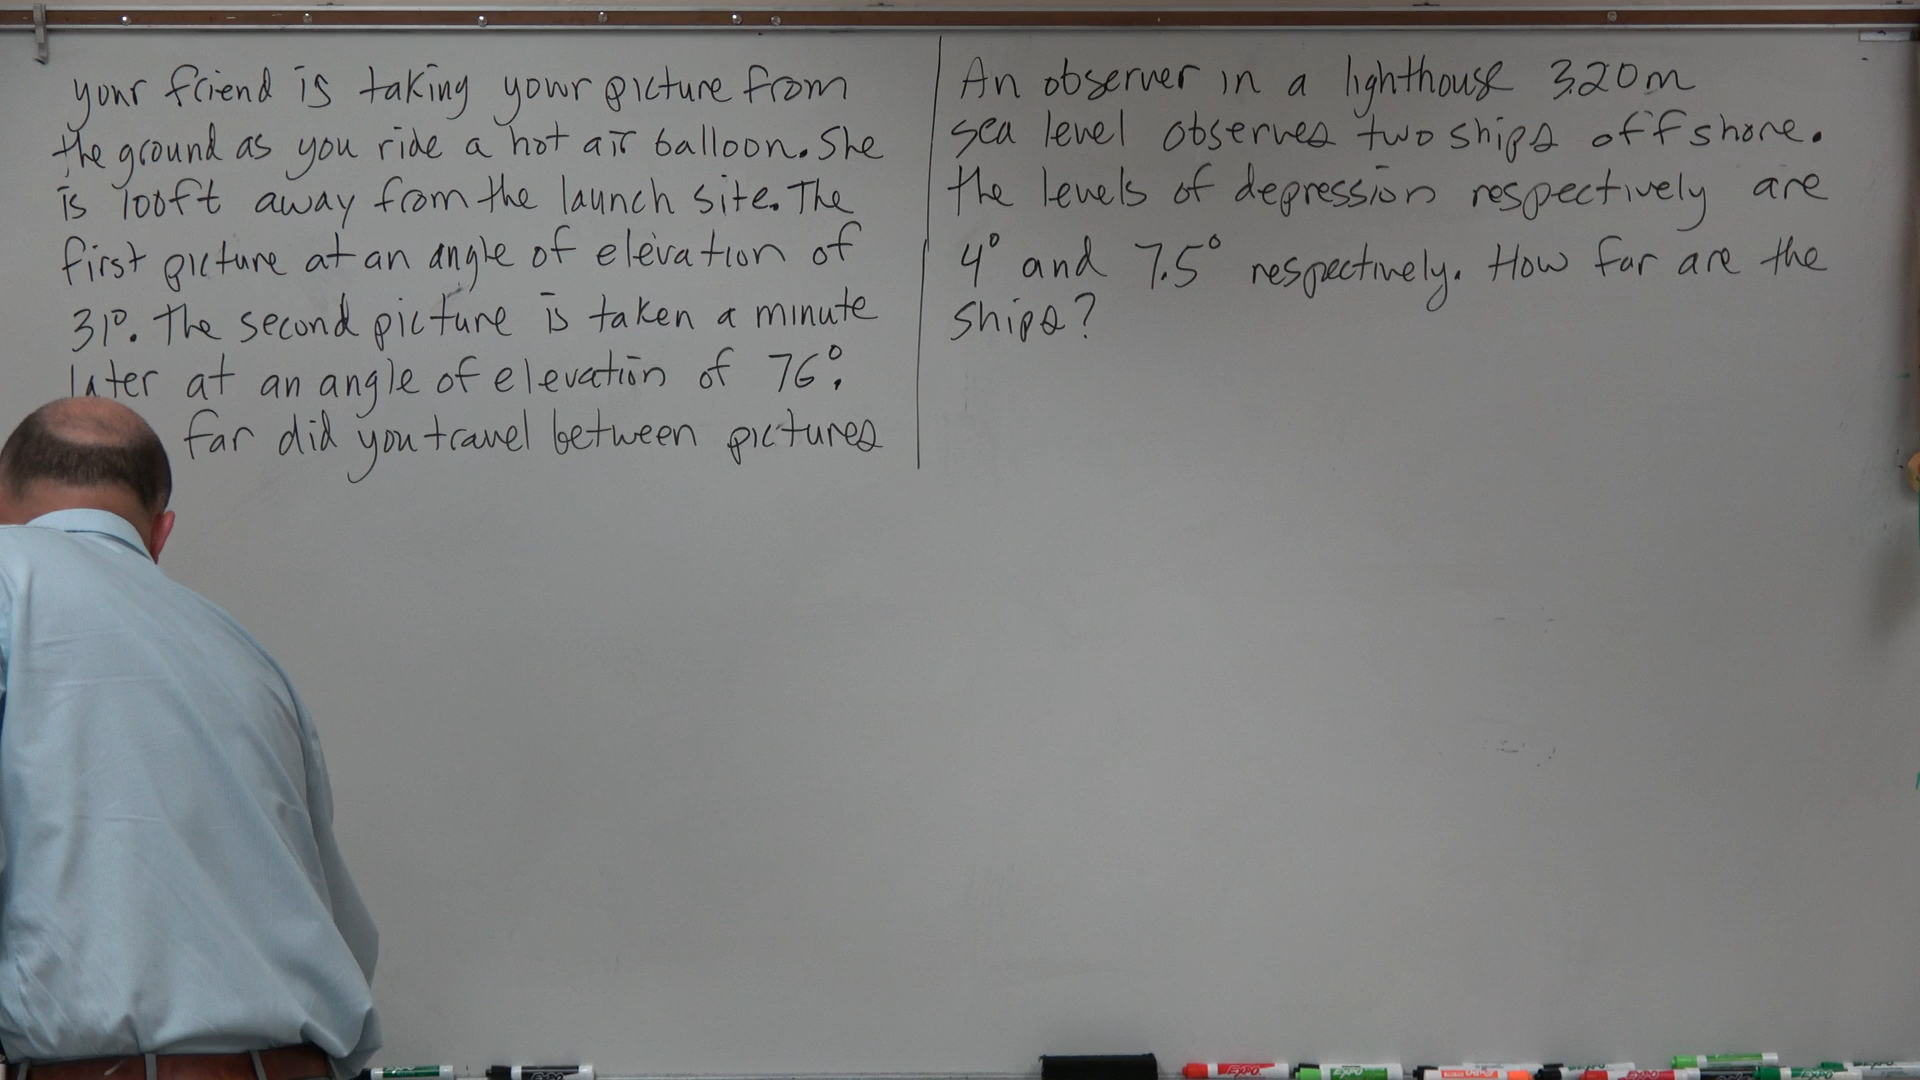 your friend is taking your picture from
the ground as you ride a hot air balloon. She
is 100ft away from the launch site. The
first picture at an angle of elevation of
31°. The second picture is taken a minute
later at an angle of elevation of 76°.
far did you travel between pictures
An observer in a lighthouse 320m
sea level observes two ships offshore.
the levels of depression respectively are
4° and 7.5° respectively. How far are the
ships?